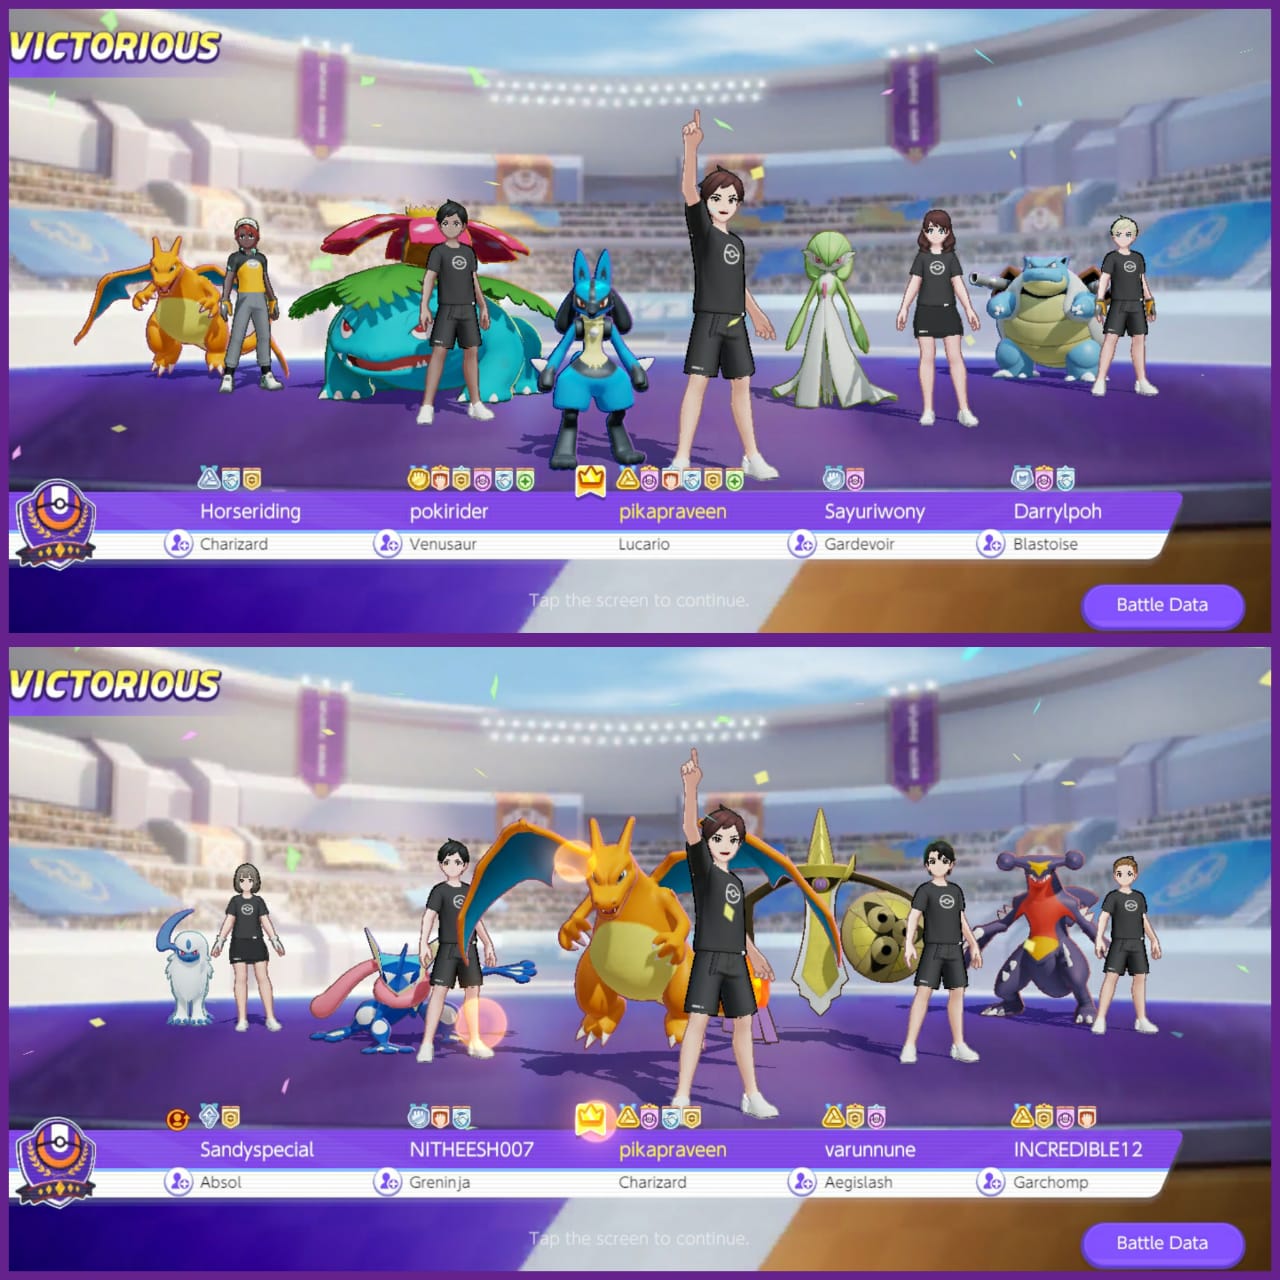 VICTORIOUS
Horseriding pokirider pikapraveen Sayuriwony Darrylpoh
Charizard Venusaur Lucario Gardevoir Blastoise
Tap the screen to continue.
Battle Data
VICTORIOUS
Sandyspecial NITHEESH007 pikapraveen varunnune INCREDIBLE12
Absol Greninja Charizard Aegislash Garchomp
Tap the screen to continue.
Battle Data